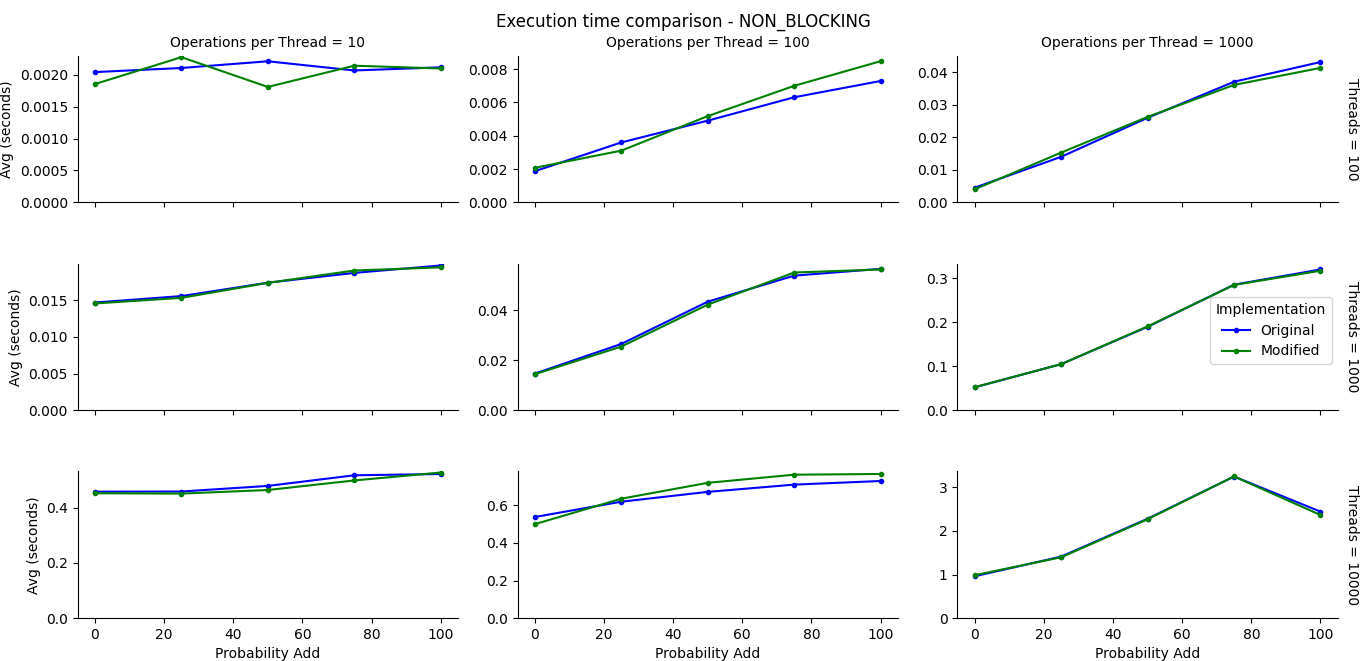 Execution time comparison - NON_BLOCKING
Operations per Thread = 10
Operations per Thread = 100
Operations per Thread = 1000
Avg (seconds)
0.0020
0.0015
0.0010
0.0005
0.0000
0.008
0.006
0.004
0.002
0.000
0.04
0.03
0.02
0.01
0.00
Threads = 100
Avg (seconds)
0.015
0.010
0.005
0.000
0.04
0.02
0.00
0.3
0.2
0.1
0.0
Implementation
Original
Modified
Threads = 1000
Avg (seconds)
0.4
0.2
0.0
0.6
0.4
0.2
0.0
3
2
1
0
Threads = 10000
0 20 40 60 80 100
0 20 40 60 80 100
0 20 40 60 80 100
Probability Add
Probability Add
Probability Add